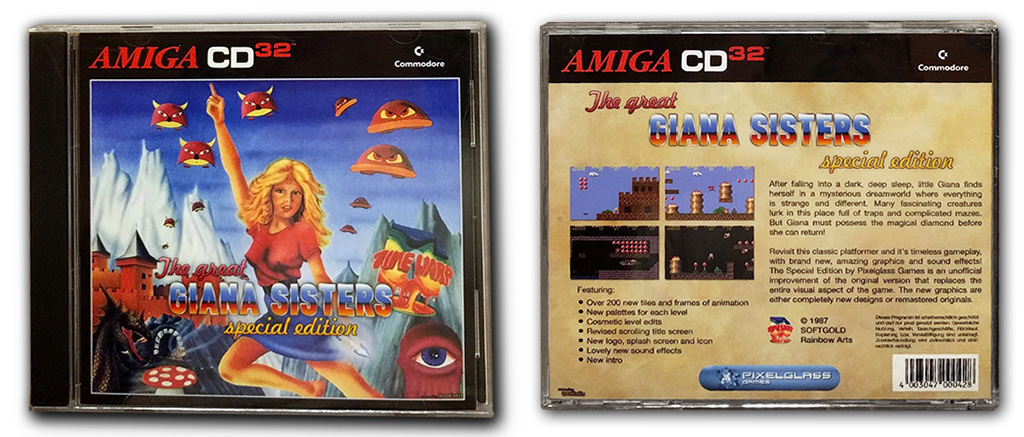 AMIGA CD32™
Commodore
TIME WARP
The great
GIANA SISTERS
special edition
AMIGA CD32™
Commodore
The great
GIANA SISTERS
special edition
After falling into a dark, deep sleep, little Giana finds
herself in a mysterious dreamworld where everything
is strange and different. Many fascinating creatures
lurk in this place full of traps and complicated mazes.
But Giana must possess the magical diamond before
she can return!
Revisit this classic platformer and it's timeless gameplay,
with brand new, amazing graphics and sound effects!
The Special Edition by Pixelglass Games is an unofficial
improvement of the original version that replaces the
entire visual aspect of the game. The new graphics are
either completely new designs or remastered originals.
Featuring:
• Over 200 new tiles and frames of animation
• New palettes for each level
• Cosmetic level edits
• Revised scrolling title screen
• New logo, splash screen and icon
• Lovely new sound effects
• New intro
© 1987
SOFTGOLD
Rainbow Arts
PIXELGLASS
GAMES
4 003047 000428